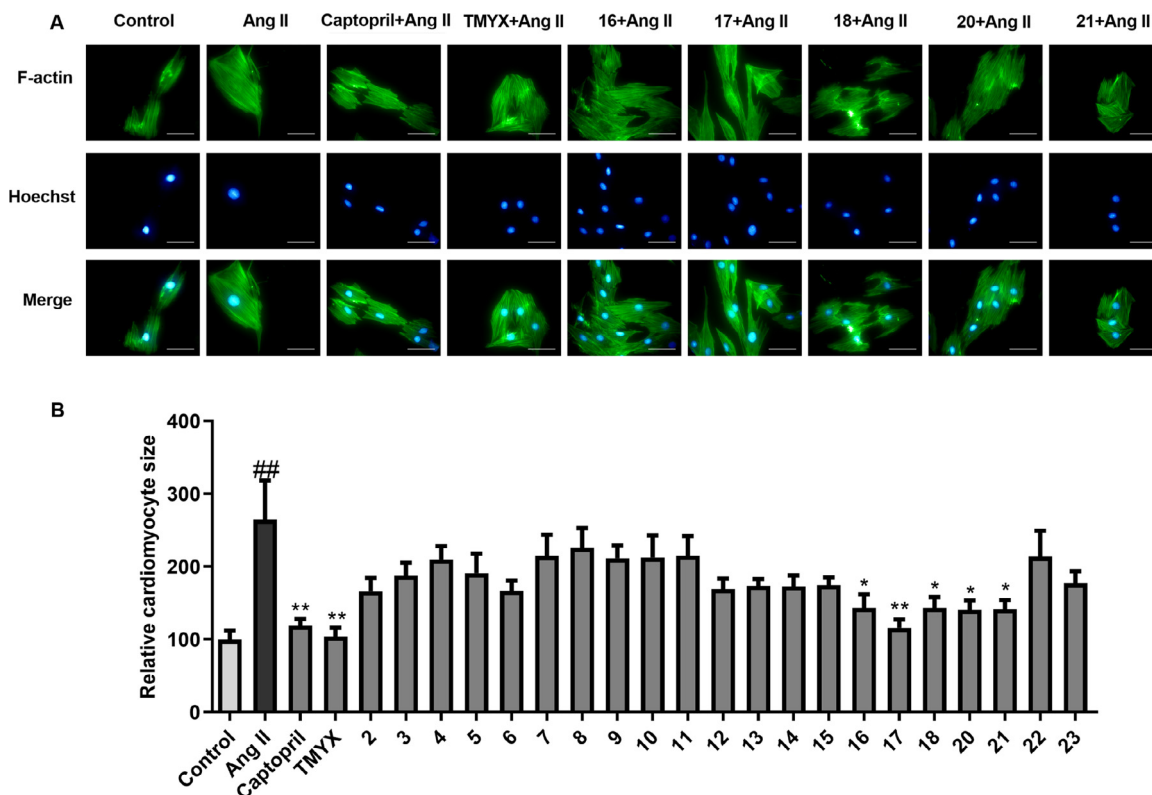 A
Control Ang II Captopril+Ang II TMYX+Ang II 16+Ang II 17+Ang II 18+Ang II 20+Ang II 21+Ang II
F-actin
Hoechst
Merge
B
Relative cardiomyocyte size
400
300
200
100
0
##
** ** * ** * * *
Control Ang II Captopril TMYX 2 3 4 5 6 7 8 9 10 11 12 13 14 15 16 17 18 20 21 22 23